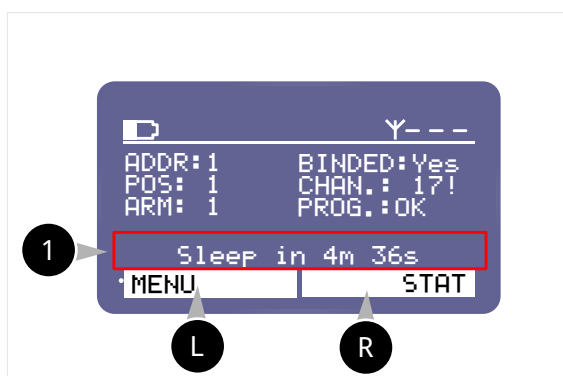 --- 
ADDR:1 BINDED:Yes
POS: 1 CHAN.: 17!
ARM: 1 PROG.:OK
1 Sleep in 4m 36s
MENU STAT
L R